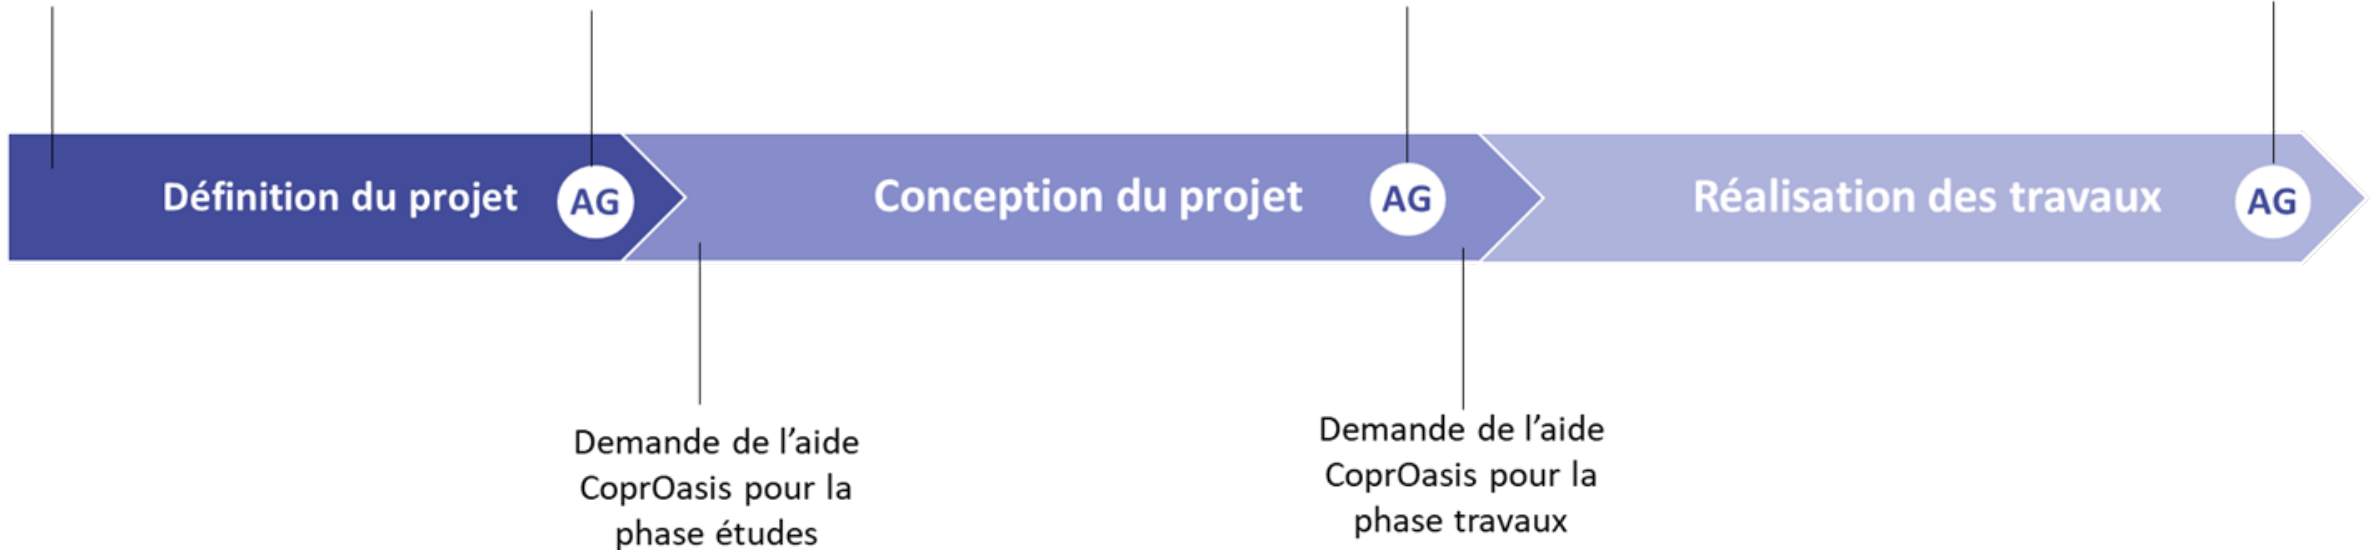 Définition du projet
AG
Conception du projet
AG
Réalisation des travaux
AG
Demande de l’aide
CoprOasis pour la
phase études
Demande de l’aide
CoprOasis pour la
phase travaux